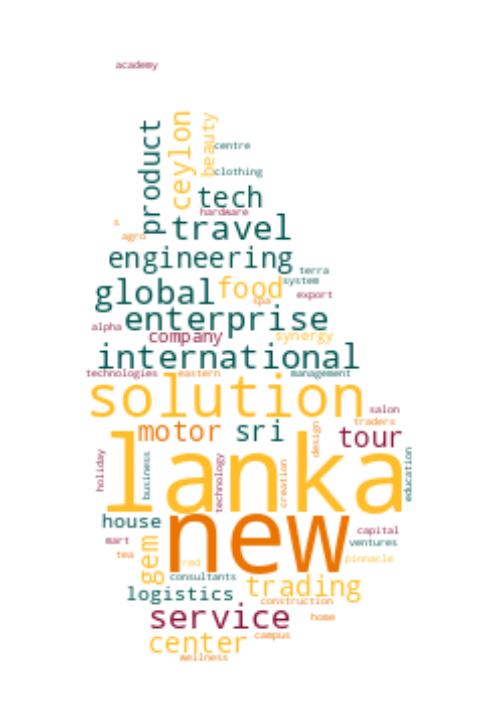 academy
product
ceylon
beauty
centre
clothing
tech
hardware
s
travel
agro
engineering
terra
system
global
food
spa
export
alpha
enterprise
company
synergy
international
technologies
eastern
management
solution
salon
traders
motor
sri
design
tour
lanka
holiday
business
technology
creation
education
house
new
capital
mart
ventures
tea
gem
red
pinnacle
consultants
trading
logistics
construction
service
home
center
campus
wellness